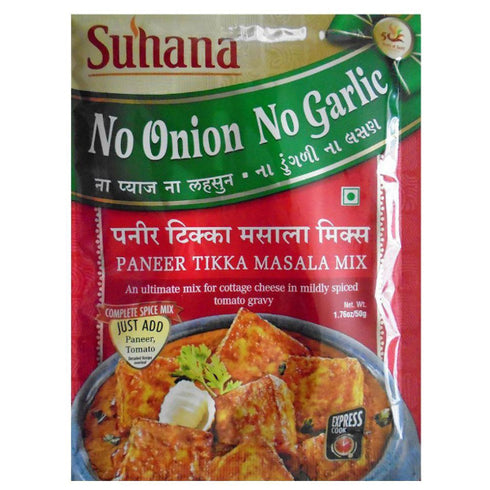 Suhana
No Onion No Garlic
ना प्याज ना लहसुन - ના ડુંગળી ના લસણ
पनीर टिक्का मसाला मिक्स
PANEER TIKKA MASALA MIX
An ultimate mix for cottage cheese in mildly spiced
tomato gravy
Net. Wt.
1.76oz/50g
COMPLETE SPICE MIX
JUST ADD
Paneer,
Tomato
EXPRESS
COOK